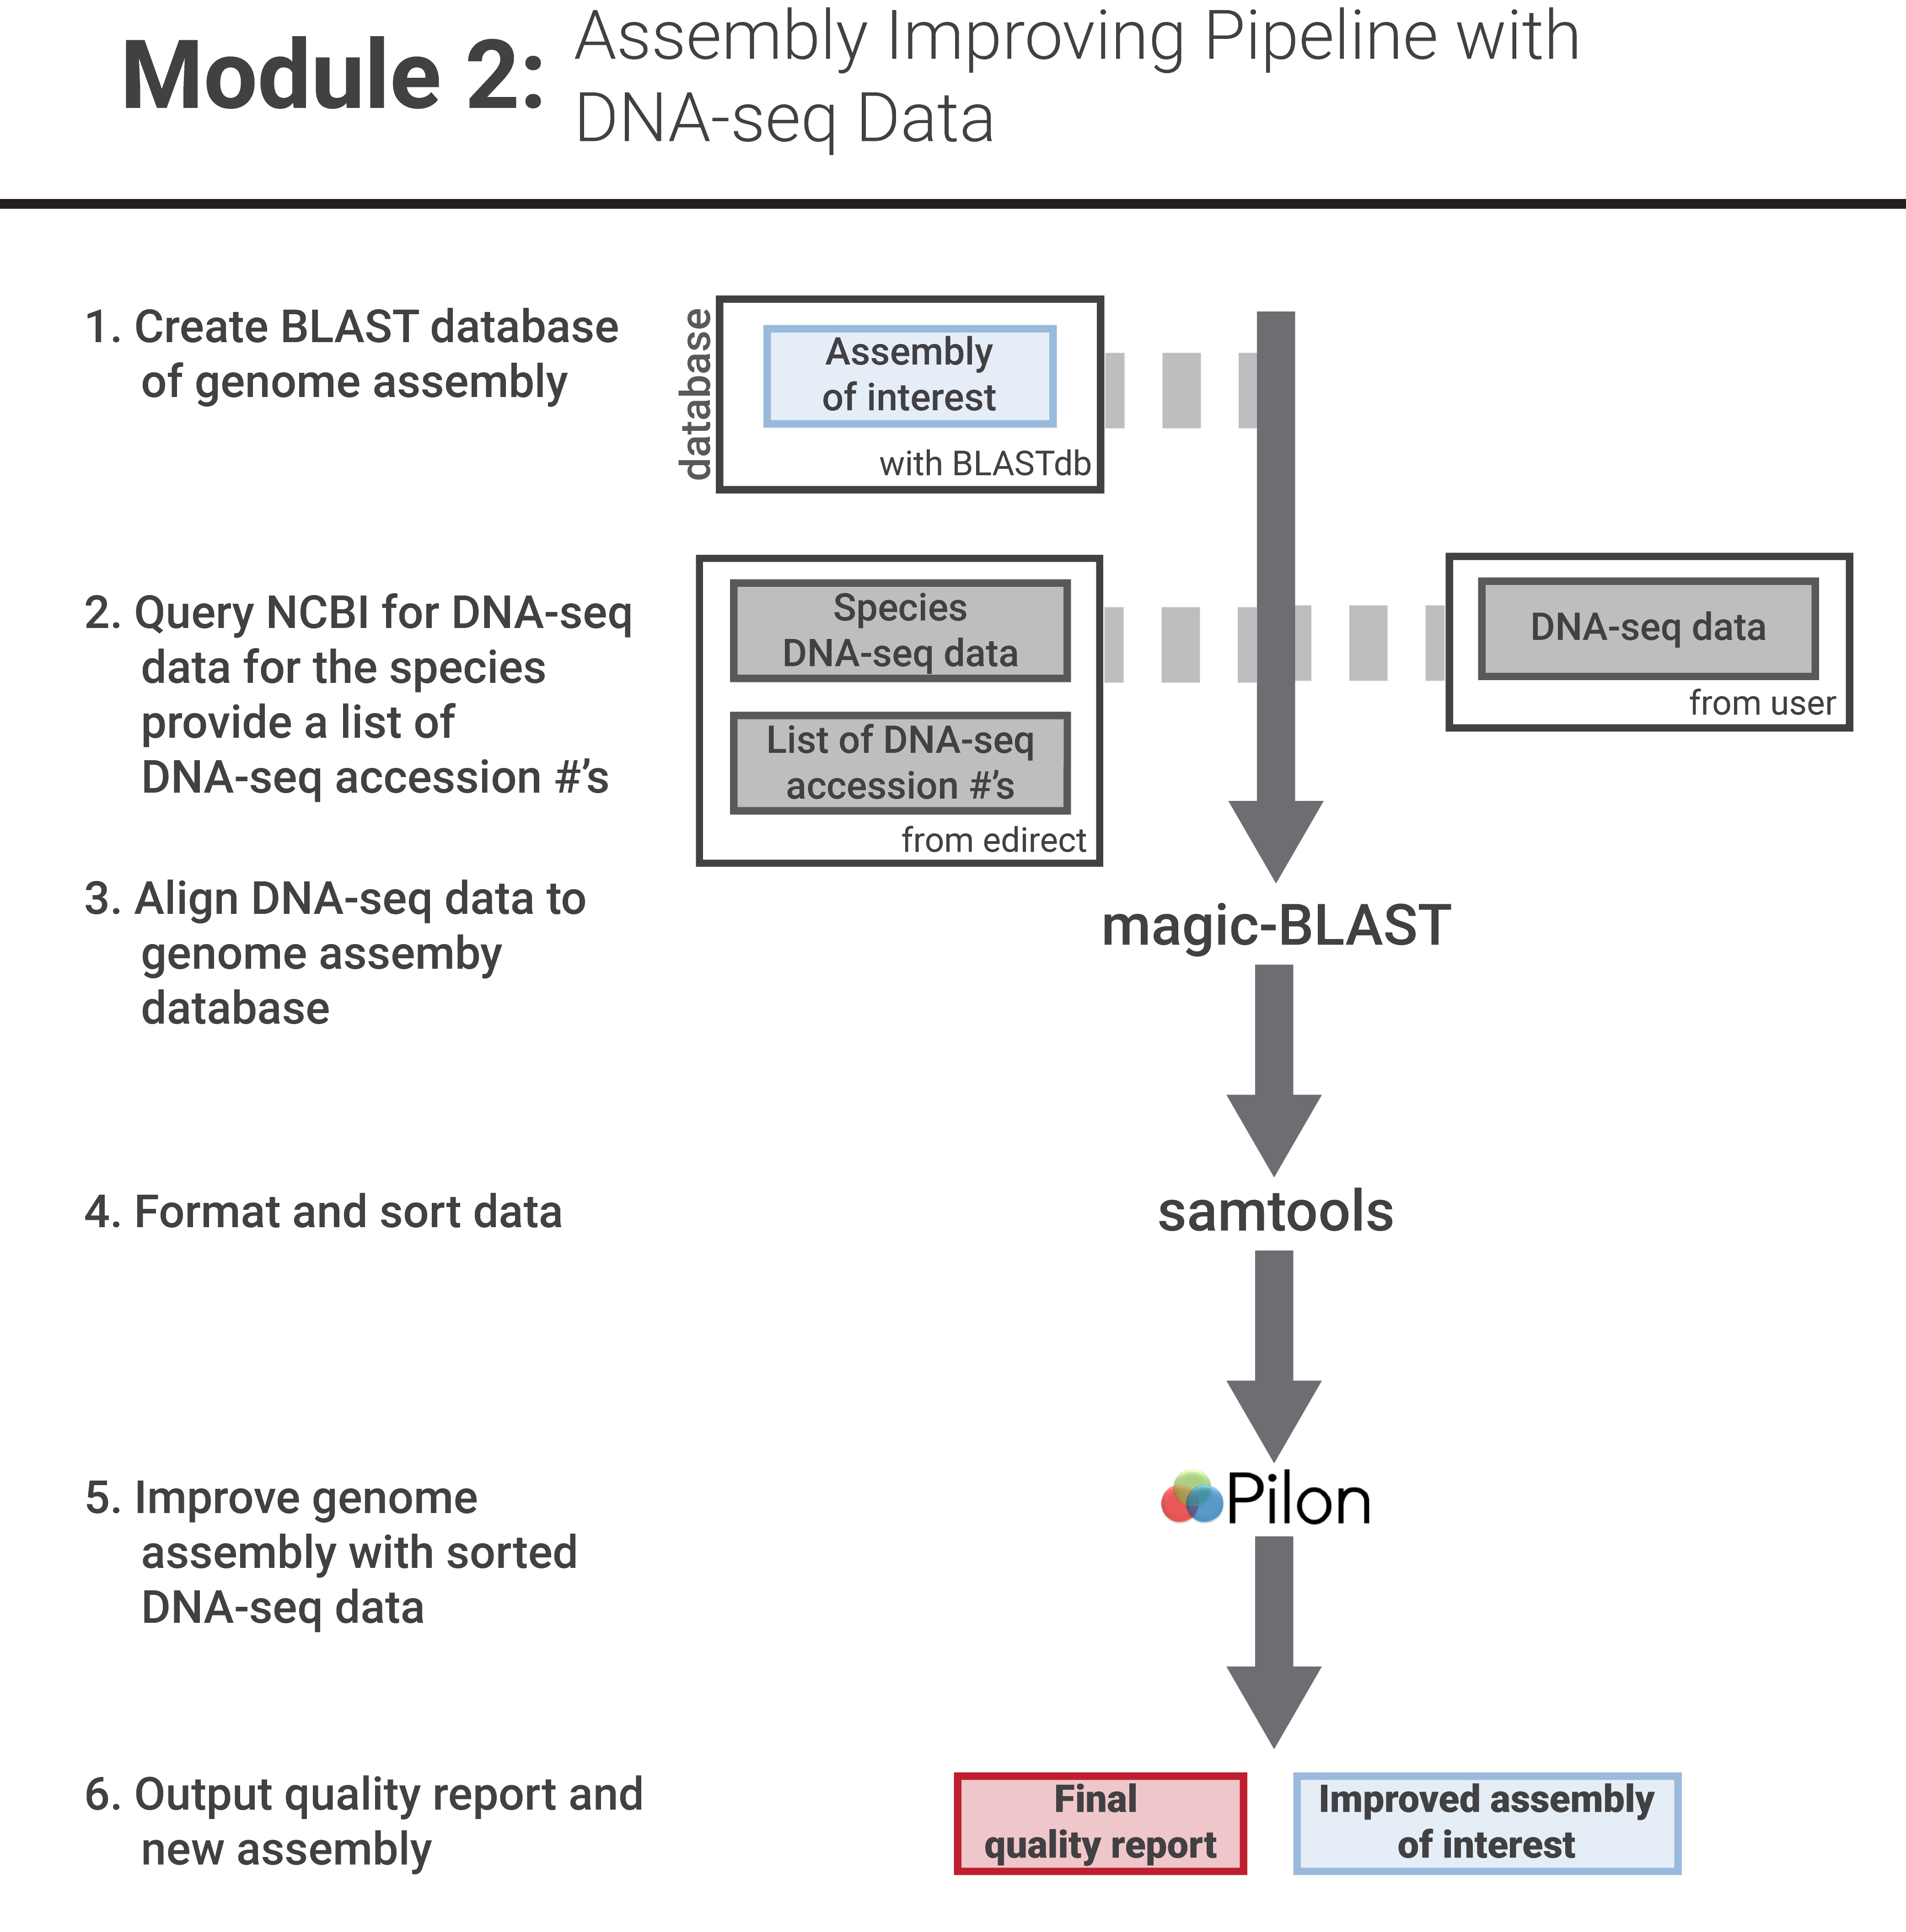 Module 2:
Assembly Improving Pipeline with
DNA-seq Data
1. Create BLAST database
of genome assembly
database
Assembly
of interest
with BLASTdb
2. Query NCBI for DNA-seq
data for the species
provide a list of
DNA-seq accession #’s
Species
DNA-seq data
List of DNA-seq
accession #’s
from edirect
DNA-seq data
from user
3. Align DNA-seq data to
genome assemby
database
magic-BLAST
4. Format and sort data
samtools
5. Improve genome
assembly with sorted
DNA-seq data
Pilon
6. Output quality report and
new assembly
Final
quality report
Improved assembly
of interest